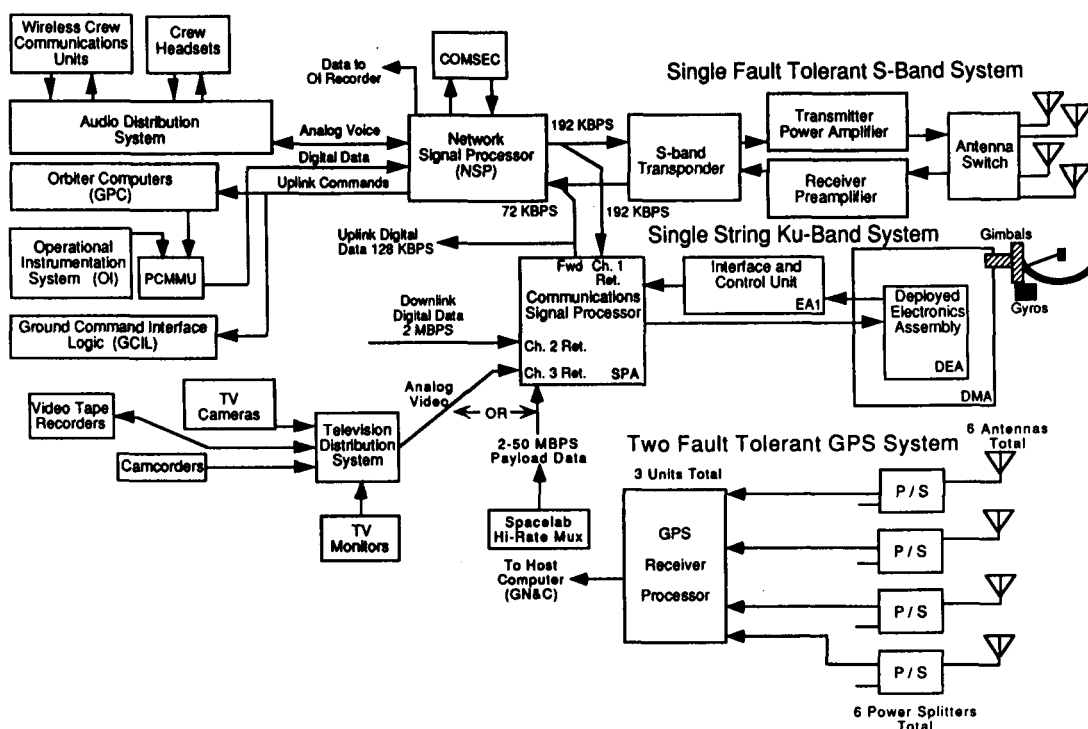 Wireless Crew
Communications
Units
Crew
Headsets
Data to
OI Recorder
COMSEC
Single Fault Tolerant S-Band System
Audio Distribution
System
Analog Voice
Digital Data
Uplink Commands
Network
Signal Processor
(NSP)
192 KBPS
72 KBPS
192 KBPS
S-band
Transponder
Transmitter
Power Amplifier
Receiver
Preamplifier
Antenna
Switch
Orbiter Computers
(GPC)
Operational
Instrumentation
System (OI)
PCMMU
Ground Command Interface
Logic (GCIL)
Uplink Digital
Data 128 KBPS
Single String Ku-Band System
Gimbals
Gyros
Fwd
Ch. 1
Ret.
Communications
Signal Processor
Ch. 2 Ret.
Ch. 3 Ret.
SPA
Interface and
Control Unit
EA1
Deployed
Electronics
Assembly
DEA
DMA
Downlink
Digital Data
2 MBPS
Analog
Video
OR
2-50 MBPS
Payload Data
Spacelab
Hi-Rate Mux
TV
Cameras
Video Tape
Recorders
Camcorders
Television
Distribution
System
TV
Monitors
Two Fault Tolerant GPS System
6 Antennas
Total
3 Units Total
GPS
Receiver
Processor
To Host
Computer
(GN&C)
P / S
P / S
P / S
P / S
6 Power Splitters
Total